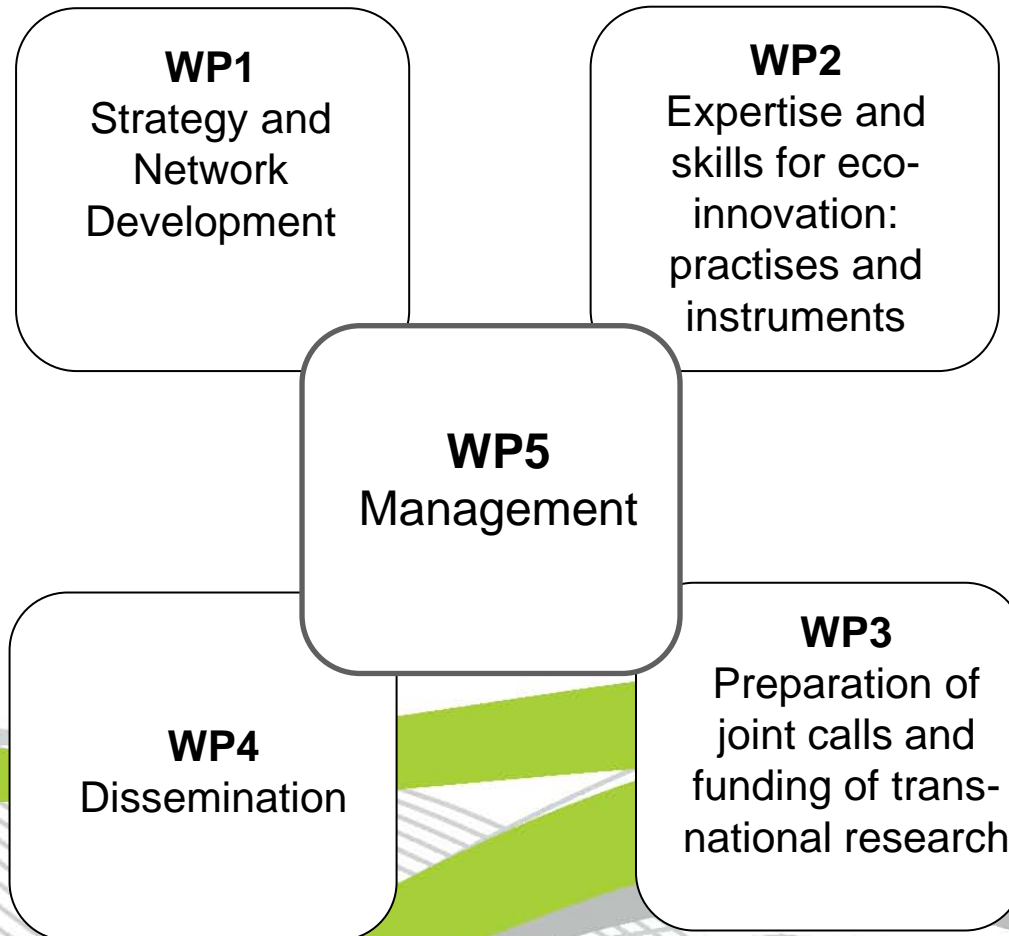 WP1
Strategy and
Network
Development
WP2
Expertise and
skills for eco-
innovation:
practises and
instruments
WP5
Management
WP4
Dissemination
WP3
Preparation of
joint calls and
funding of trans-
national research